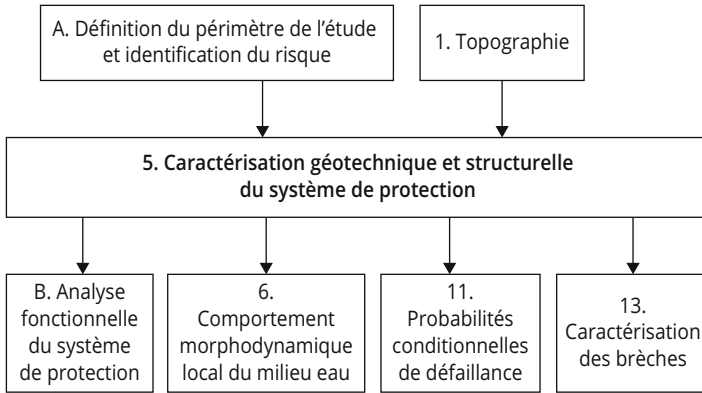 A. Définition du périmètre de l’étude
et identification du risque
1. Topographie
5. Caractérisation géotechnique et structurelle
du système de protection
B. Analyse
fonctionnelle
du système
de protection
6.
Comportement
morphodynamique
local du milieu eau
11.
Probabilités
conditionnelles
de défaillance
13.
Caractérisation
des brèches